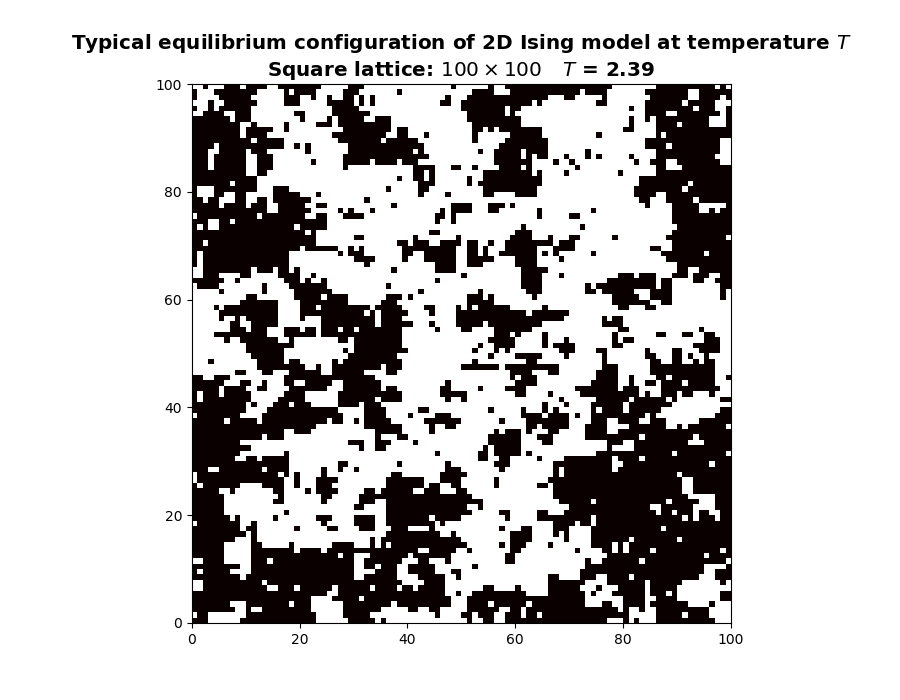 Typical equilibrium configuration of 2D Ising model at temperature T
Square lattice: 100 × 100 T = 2.39
100
80
60
40
20
0
0 20 40 60 80 100